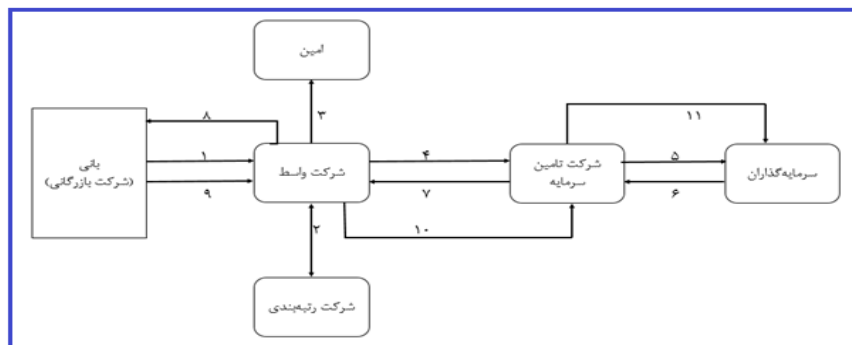 امین
۸
۳
۱۱
بانی
(شرکت بازرگانی)
۱
شرکت واسط
۴
شرکت تامین
سرمایه
۵
سرمایه‌گذاران
۹
۷
۶
۲
۱۰
شرکت رتبه‌بندی